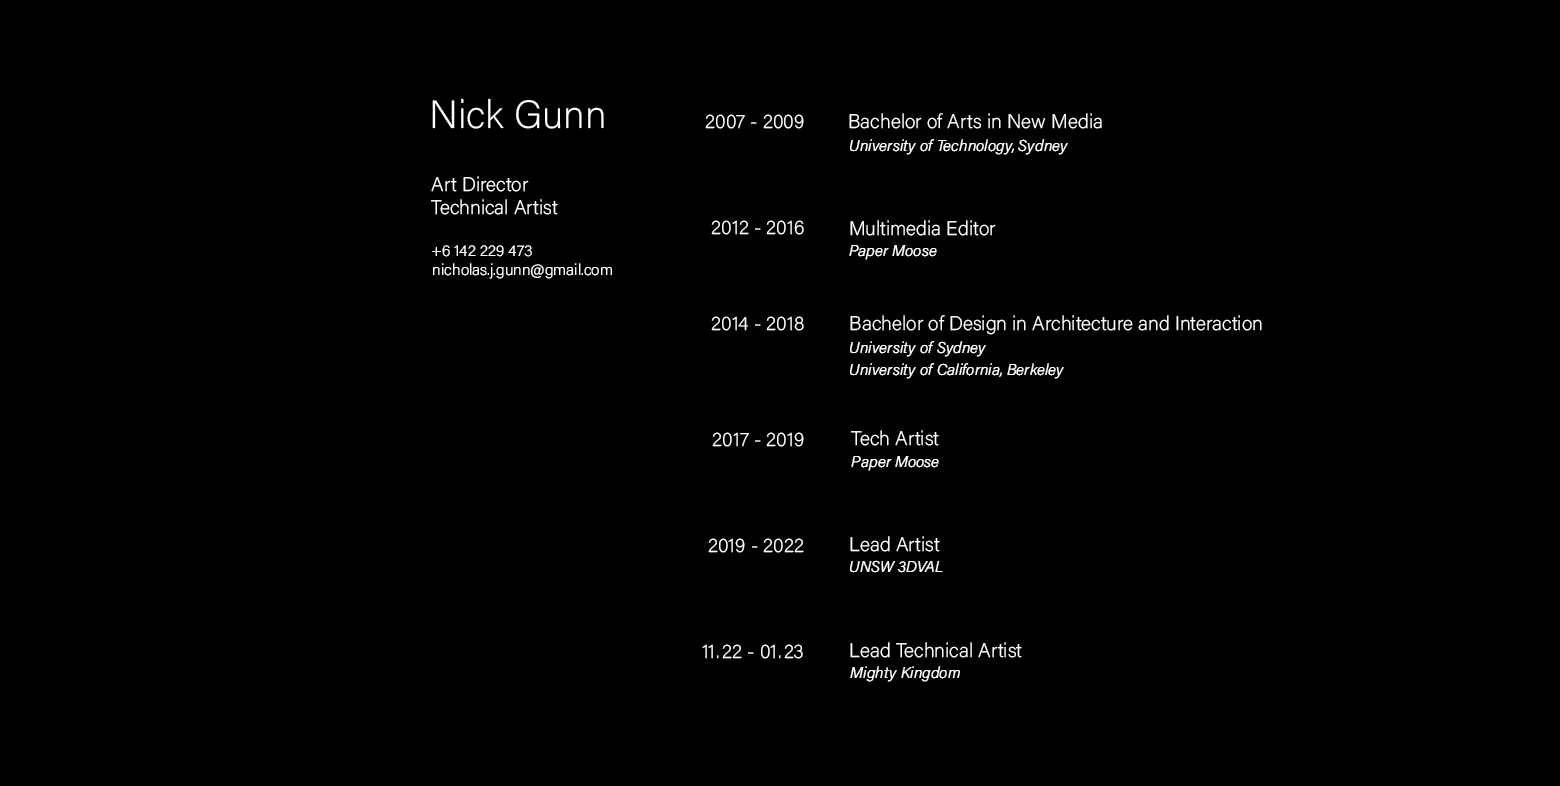 Nick Gunn
Art Director
Technical Artist
+6 142 229 473
nicholas.j.gunn@gmail.com
2007 - 2009 Bachelor of Arts in New Media
University of Technology, Sydney
2012 - 2016 Multimedia Editor
Paper Moose
2014 - 2018 Bachelor of Design in Architecture and Interaction
University of Sydney
University of California, Berkeley
2017 - 2019 Tech Artist
Paper Moose
2019 - 2022 Lead Artist
UNSW 3DVAL
11.22 - 01.23 Lead Technical Artist
Mighty Kingdom